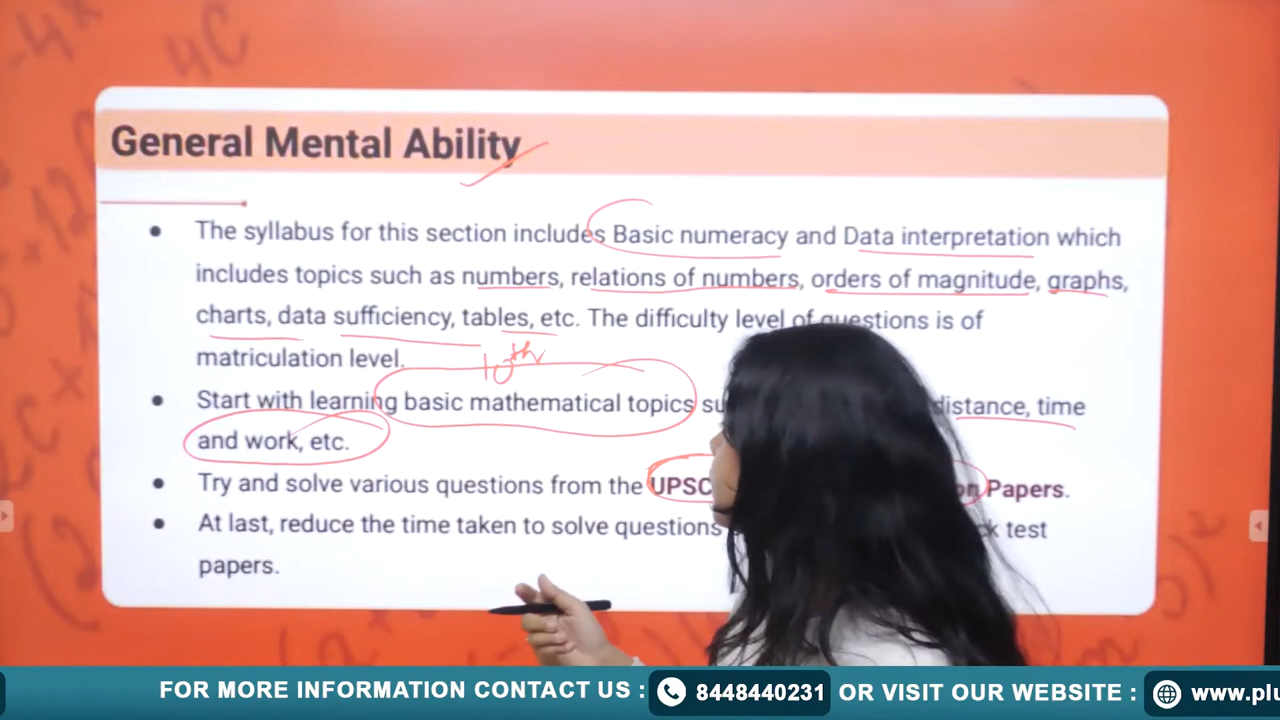 General Mental Ability
The syllabus for this section includes Basic numeracy and Data interpretation which
includes topics such as numbers, relations of numbers, orders of magnitude, graphs,
charts, data sufficiency, tables, etc. The difficulty level of questions is of
matriculation level.
10th
Start with learning basic mathematical topics distance, time
and work, etc.
Try and solve various questions from the UPSC Papers.
At last, reduce the time taken to solve questions test
papers.
-4x
4C
FOR MORE INFORMATION CONTACT US : 8448440231 OR VISIT OUR WEBSITE : www.plu